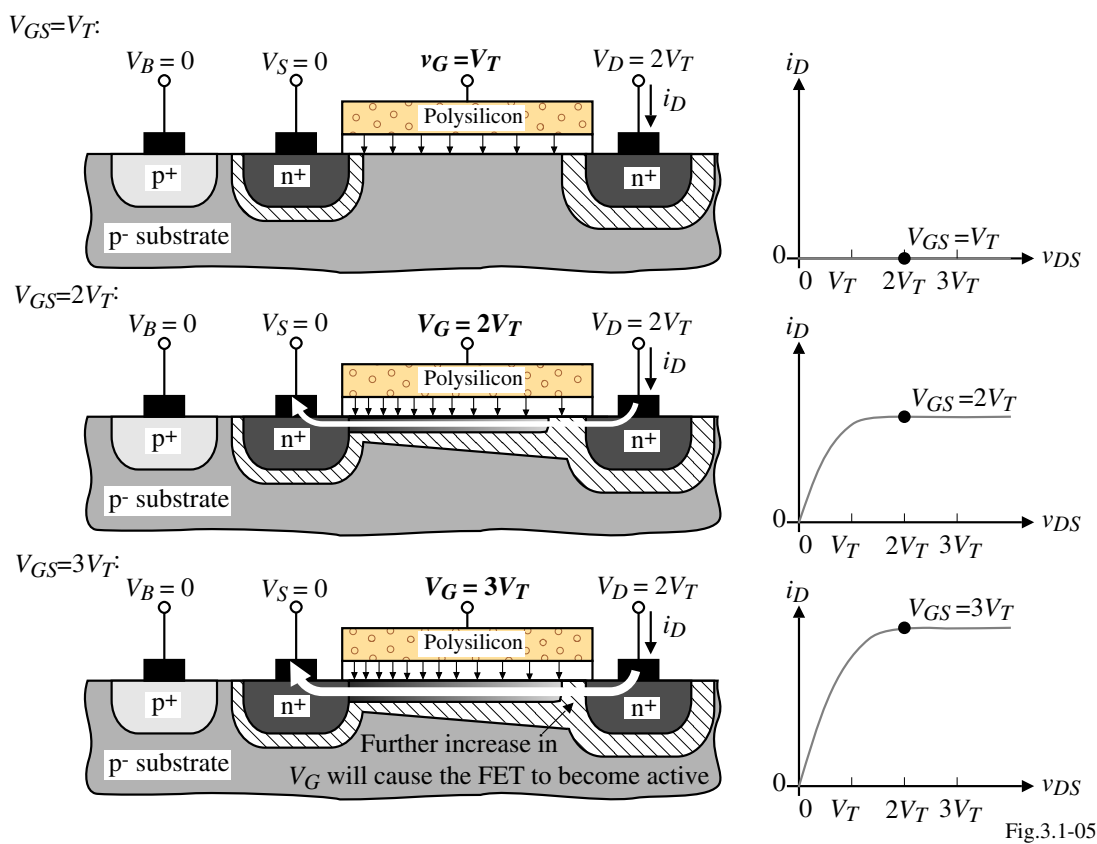 VGS=VT:
VB = 0
VS = 0
vG =VT
VD = 2VT
iD
Polysilicon
p+
n+
n+
p- substrate
iD
0
VGS=VT
vDS
0
VT
2VT
3VT
VGS=2VT:
VB = 0
VS = 0
VG = 2VT
VD = 2VT
iD
Polysilicon
p+
n+
n+
p- substrate
iD
VGS=2VT
0
vDS
0
VT
2VT
3VT
VGS=3VT:
VB = 0
VS = 0
VG = 3VT
VD = 2VT
iD
Polysilicon
p+
n+
n+
p- substrate
Further increase in
VG will cause the FET to become active
iD
VGS=3VT
0
vDS
0
VT
2VT
3VT
Fig.3.1-05